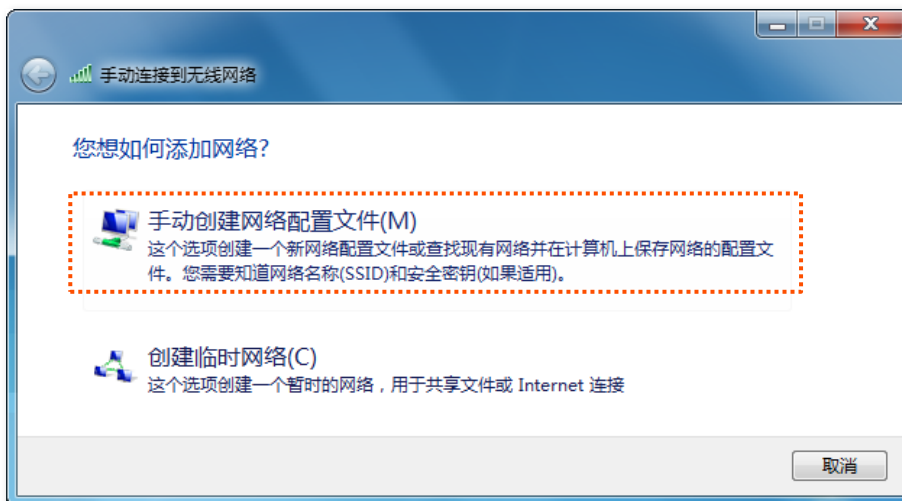 手动连接到无线网络
您想如何添加网络?
手动创建网络配置文件(M)
这个选项创建一个新网络配置文件或查找现有网络并在计算机上保存网络的配置文
件。您需要知道网络名称(SSID)和安全密钥(如果适用)。
创建临时网络(C)
这个选项创建一个暂时的网络，用于共享文件或 Internet 连接
取消